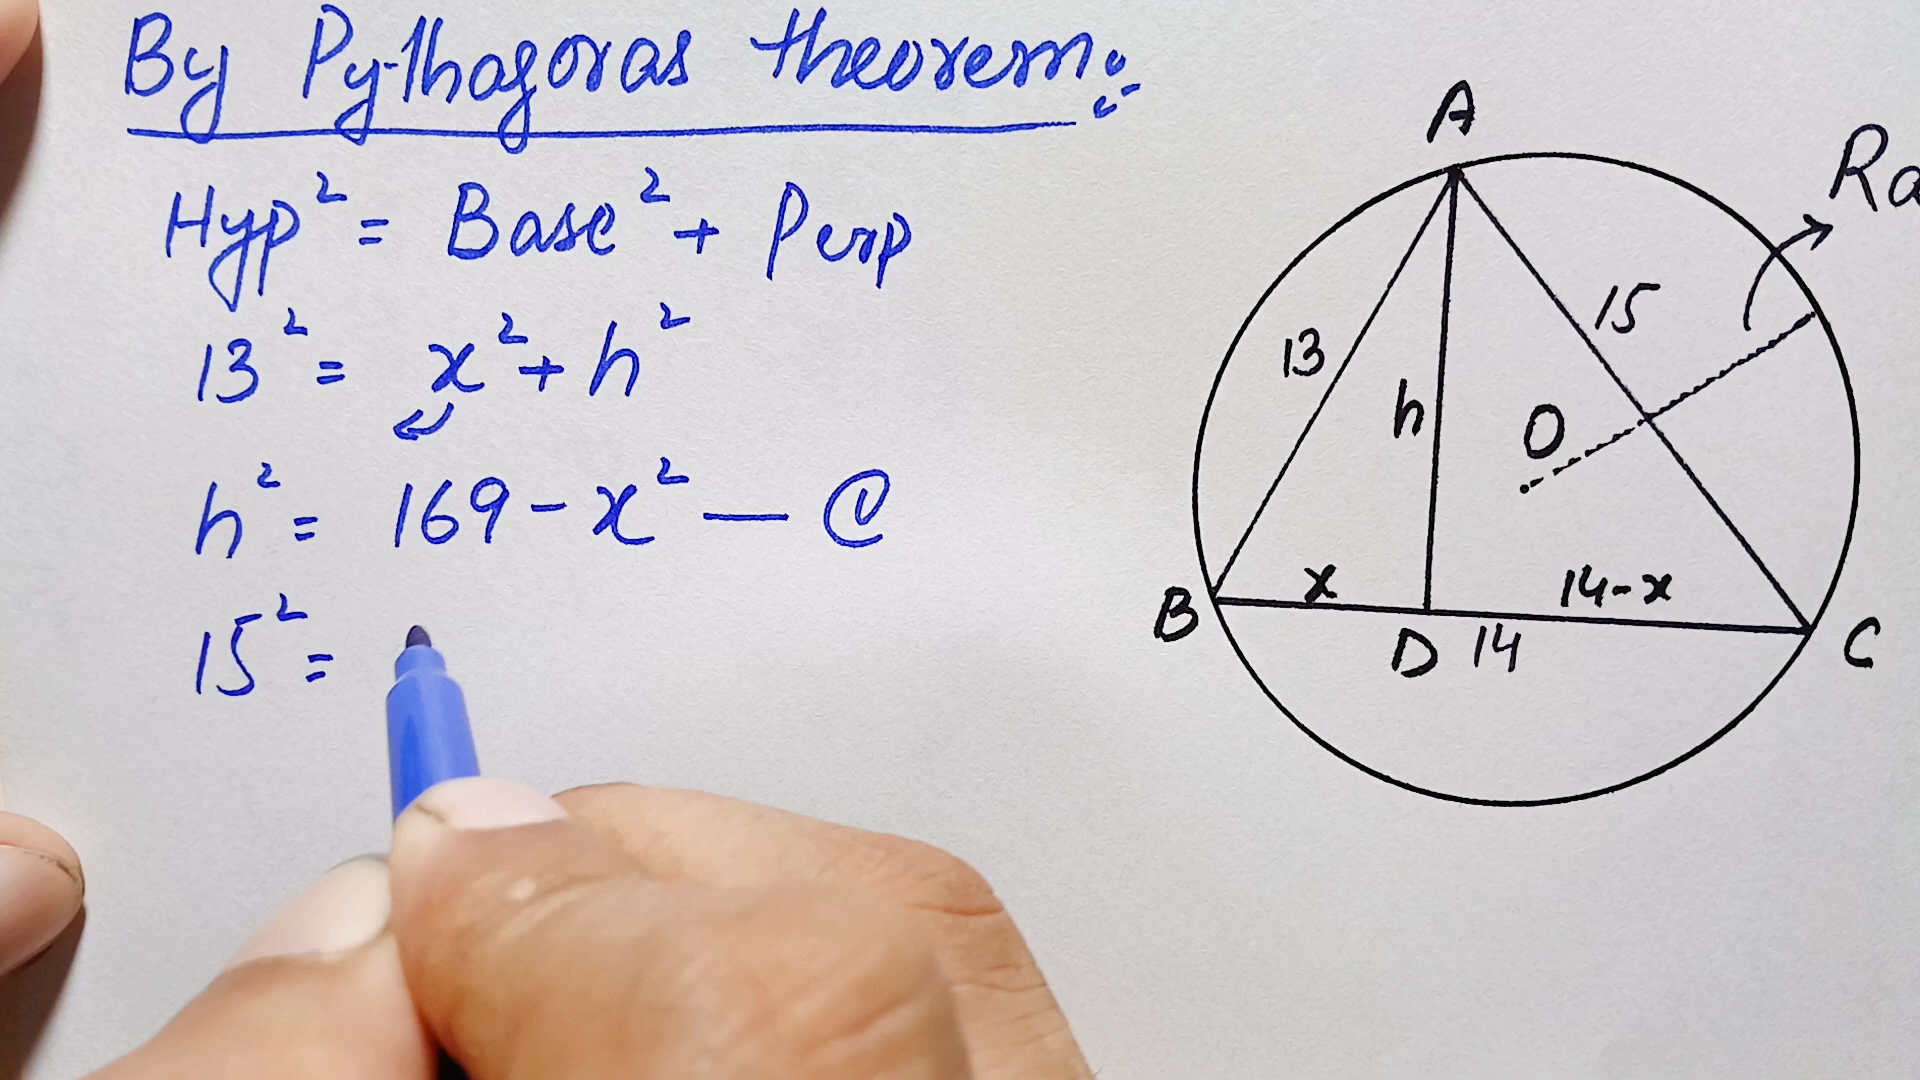 By Pythagoras theorem:-
Hyp² = Base² + Perp
13² = x² + h²
h² = 169 - x² —
15² =
A
Ra
13
15
h
O
x
14-x
B
D
14
C